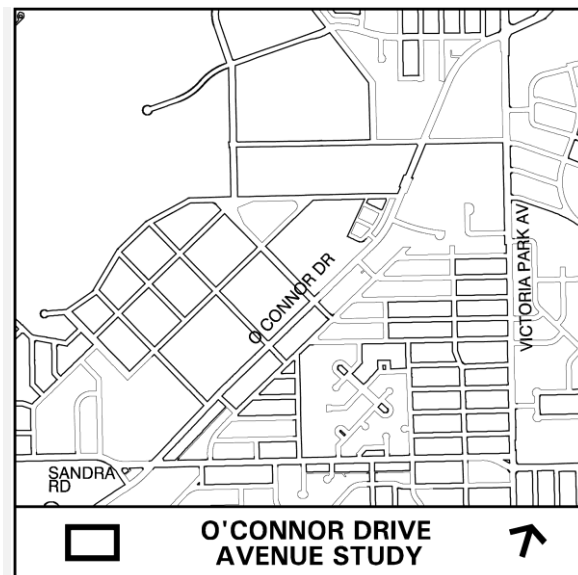 O CONNOR DR
VICTORIA PARK AV
SANDRA
RD
O'CONNOR DRIVE
AVENUE STUDY